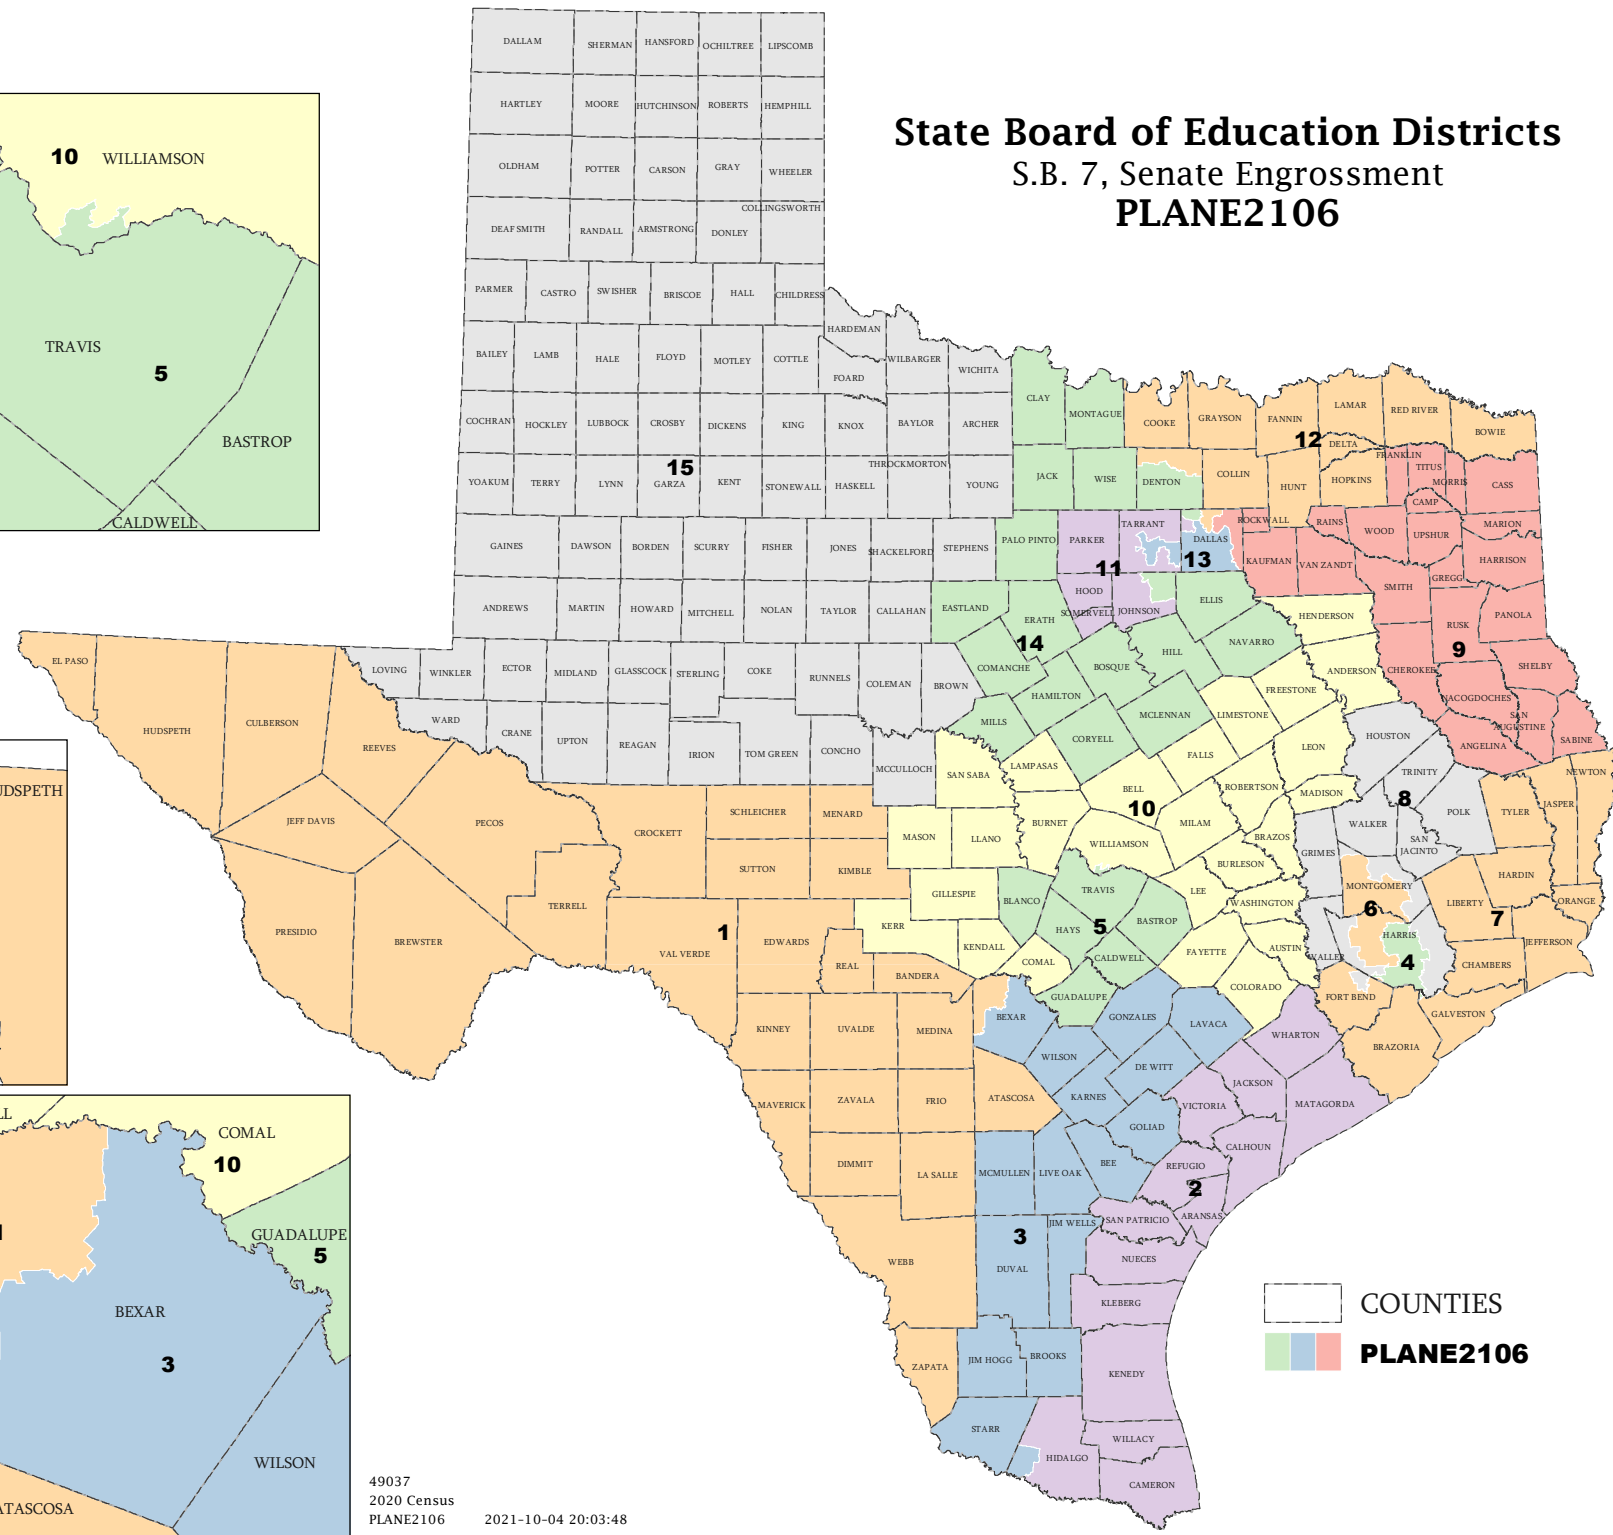 State Board of Education Districts
S.B. 7, Senate Engrossment
PLANE2106
DALLAM
SHERMAN
HANSFORD
OCHILTREE
LIPSCOMB
HARTLEY
MOORE
HUTCHINSON
ROBERTS
HEMPHILL
OLDHAM
POTTER
CARSON
GRAY
WHEELER
COLLINGSWORTH
DEAF SMITH
RANDALL
ARMSTRONG
DONLEY
PARMER
CASTRO
SWISHER
BRISCOE
HALL
CHILDRESS
HARDEMAN
BAILEY
LAMB
HALE
FLOYD
MOTLEY
COTTLE
FOARD
WILBARGER
WICHITA
COCHRAN
HOCKLEY
LUBBOCK
CROSBY
DICKENS
KING
KNOX
BAYLOR
ARCHER
CLAY
MONTAGUE
COOKE
GRAYSON
FANNIN
12
LAMAR
DELTA
RED RIVER
BOWIE
YOAKUM
TERRY
LYNN
15
GARZA
KENT
STONEWALL
HASKELL
THROCKMORTON
YOUNG
JACK
WISE
DENTON
COLLIN
HUNT
HOPKINS
FRANKLIN
TITUS
MORRIS
CAMP
CASS
GAINES
DAWSON
BORDEN
SCURRY
FISHER
JONES
SHACKELFORD
STEPHENS
PALO PINTO
PARKER
TARRANT
11
DALLAS
13
ROCKWALL
RAINS
WOOD
UPSHUR
MARION
HARRISON
KAUFMAN
VAN ZANDT
SMITH
GREGG
ANDREWS
MARTIN
HOWARD
MITCHELL
NOLAN
TAYLOR
CALLAHAN
EASTLAND
ERATH
14
HOOD
SOMERVELL
JOHNSON
ELLIS
HENDERSON
RUSK
9
PANOLA
EL PASO
HUDSPETH
CULBERSON
REEVES
LOVING
WINKLER
ECTOR
MIDLAND
GLASSCOCK
STERLING
COKE
RUNNELS
COLEMAN
BROWN
COMANCHE
BOSQUE
HILL
NAVARRO
ANDERSON
CHEROKEE
SHELBY
WARD
CRANE
UPTON
REAGAN
IRION
TOM GREEN
CONCHO
MCCULLOCH
MILLS
HAMILTON
CORYELL
MCLENNAN
LIMESTONE
FREESTONE
HOUSTON
NACOGDOCHES
SAN
AUGUSTINE
SABINE
ANGELINA
JEFF DAVIS
PECOS
CROCKETT
SCHLEICHER
MENARD
SAN SABA
LAMPASAS
BELL
10
FALLS
ROBERTSON
LEON
MADISON
TRINITY
8
POLK
TYLER
JASPER
NEWTON
SUTTON
KIMBLE
MASON
LLANO
BURNET
WILLIAMSON
MILAM
BRAZOS
BURLESON
GRIMES
WALKER
SAN
JACINTO
HARDIN
PRESIDIO
BREWSTER
TERRELL
VAL VERDE
1
EDWARDS
REAL
KERR
GILLESPIE
KENDALL
BANDERA
BLANCO
TRAVIS
HAYS
5
BASTROP
CALDWELL
COMAL
GUADALUPE
LEE
WASHINGTON
FAYETTE
AUSTIN
COLORADO
WALLER
MONTGOMERY
6
HARRIS
4
LIBERTY
7
ORANGE
JEFFERSON
CHAMBERS
FORT BEND
GALVESTON
BRAZORIA
KINNEY
UVALDE
MEDINA
BEXAR
GONZALES
LAVACA
WHARTON
WILSON
DE WITT
JACKSON
MATAGORDA
MAVERICK
ZAVALA
FRIO
ATASCOSA
KARNES
VICTORIA
GOLIAD
CALHOUN
DIMMIT
LA SALLE
MCMULLEN
LIVE OAK
BEE
REFUGIO
2
ARANSAS
SAN PATRICIO
WEBB
3
DUVAL
JIM WELLS
NUECES
KLEBERG
ZAPATA
JIM HOGG
BROOKS
KENEDY
STARR
HIDALGO
WILLACY
CAMERON
10 WILLIAMSON
TRAVIS
5
BASTROP
CALDWELL
UDSPETH
LL
COMAL
10
GUADALUPE
5
BEXAR
3
WILSON
ATASCOSA
COUNTIES
PLANE2106
49037
2020 Census
PLANE2106 2021-10-04 20:03:48